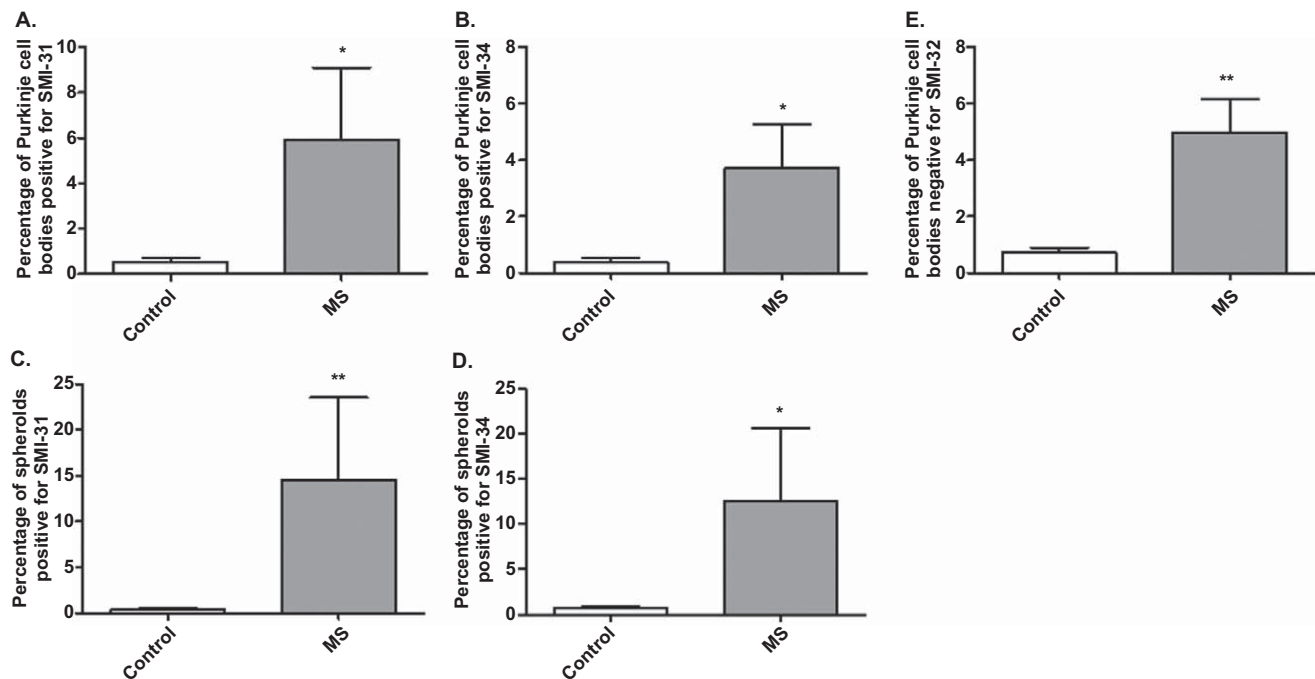 A.
Percentage of Purkinje cell
bodies positive for SMI-31
10
8
6
4
2
0
*
Control
MS
B.
Percentage of Purkinje cell
bodies positive for SMI-34
8
6
4
2
0
*
Control
MS
E.
Percentage of Purkinje cell
bodies negative for SMI-32
8
6
4
2
0
**
Control
MS
C.
Percentage of spherolds
positive for SMI-31
25
20
15
10
5
0
**
Control
MS
D.
Percentage of spherolds
positive for SMI-34
25
20
15
10
5
0
*
Control
MS